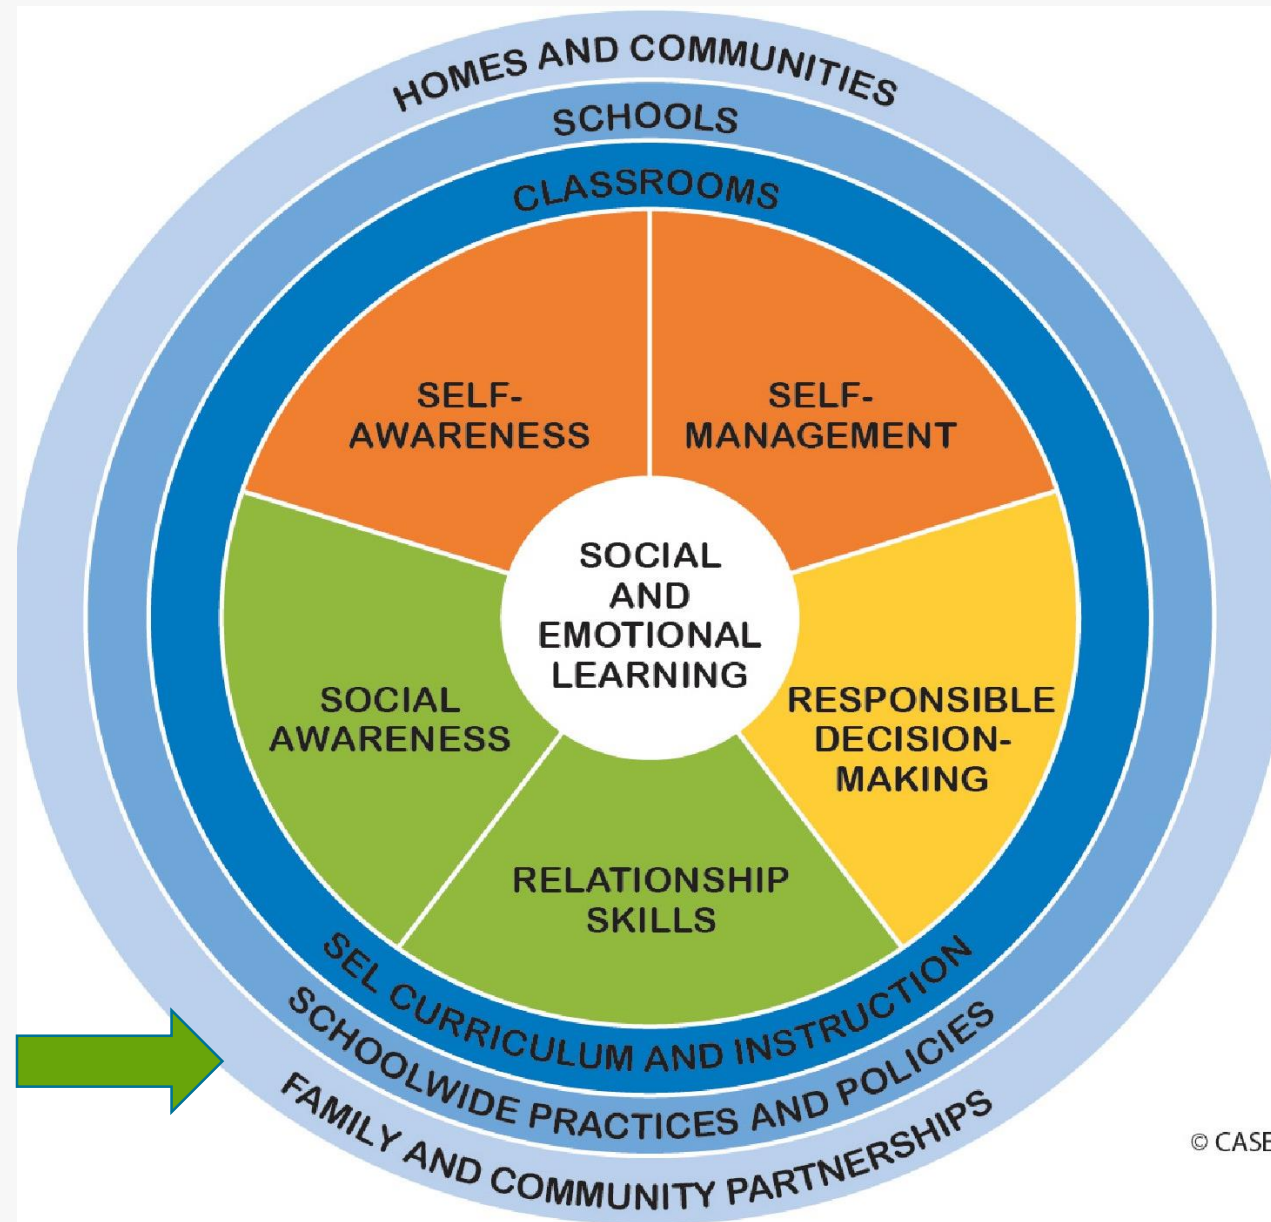 HOMES AND COMMUNITIES
SCHOOLS
CLASSROOMS
SELF-
AWARENESS
SELF-
MANAGEMENT
SOCIAL
AND
EMOTIONAL
LEARNING
SOCIAL
AWARENESS
RESPONSIBLE
DECISION-
MAKING
RELATIONSHIP
SKILLS
SEL CURRICULUM AND INSTRUCTION
SCHOOLWIDE PRACTICES AND POLICIES
FAMILY AND COMMUNITY PARTNERSHIPS
© CASE